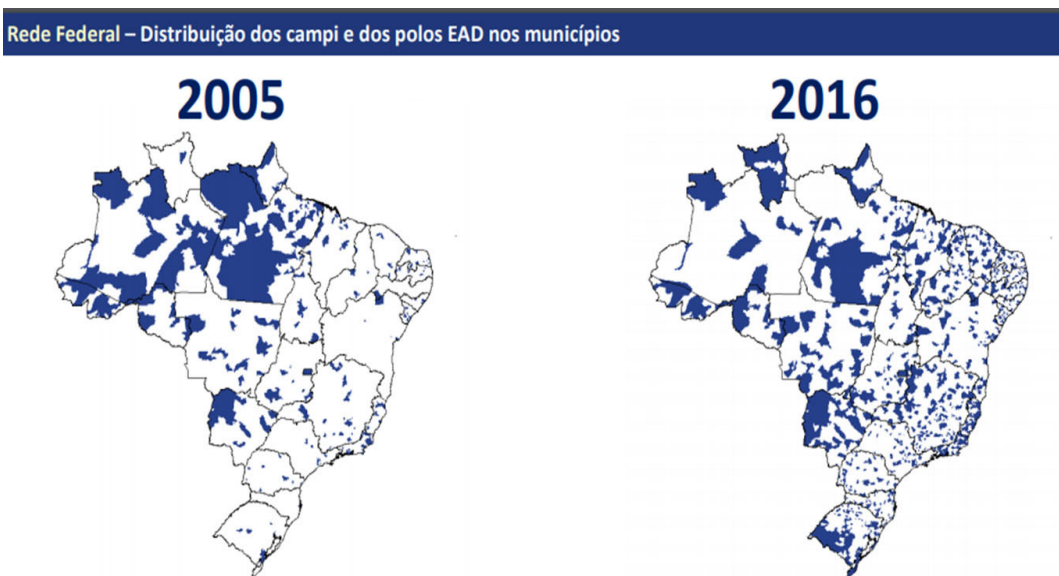 Rede Federal – Distribuição dos campi e dos polos EAD nos municípios
2005
2016